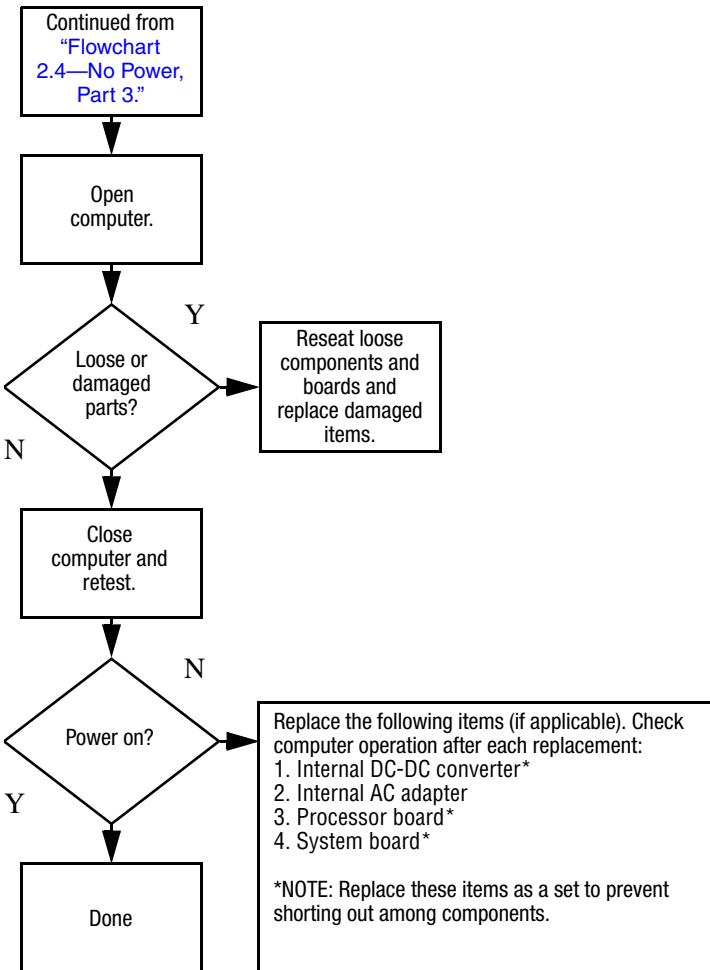 Continued from
“Flowchart
2.4—No Power,
Part 3.”
Open
computer.
Y
Loose or
damaged
parts?
Reseat loose
components and
boards and
replace damaged
items.
N
Close
computer and
retest.
N
Power on?
Replace the following items (if applicable). Check
computer operation after each replacement:
1. Internal DC-DC converter*
2. Internal AC adapter
3. Processor board*
4. System board*
*NOTE: Replace these items as a set to prevent
shorting out among components.
Y
Done